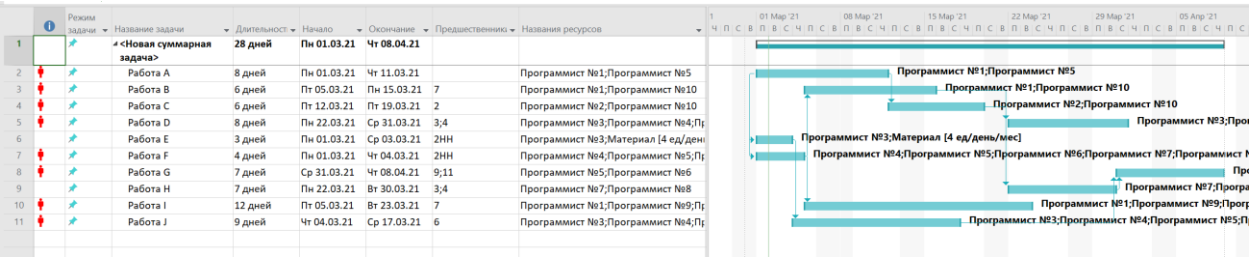 Режим задачи Название задачи Длительност Начало Окончание Предшественник Названия ресурсов
1 01 Мар '21 08 Мар '21 15 Мар '21 22 Мар '21 29 Мар '21 05 Апр '21
1 <Новая суммарная задача> 28 дней Пн 01.03.21 Чт 08.04.21
2 Работа A 8 дней Пн 01.03.21 Чт 11.03.21 Программист №1;Программист №5 Программист №1;Программист №5
3 Работа B 6 дней Пт 05.03.21 Пн 15.03.21 7 Программист №1;Программист №10 Программист №1;Программист №10
4 Работа C 6 дней Пт 12.03.21 Пт 19.03.21 2 Программист №2;Программист №10 Программист №2;Программист №10
5 Работа D 8 дней Пн 22.03.21 Ср 31.03.21 3;4 Программист №3;Программист №4;Пр Программист №3;Про
6 Работа E 3 дней Пн 01.03.21 Ср 03.03.21 2НН Программист №3;Материал [4 ед/ден Программист №3;Материал [4 ед/день/мес]
7 Работа F 4 дней Пн 01.03.21 Чт 04.03.21 2НН Программист №4;Программист №5;Пр Программист №4;Программист №5;Программист №6;Программист №7;Программист
8 Работа G 7 дней Ср 31.03.21 Чт 08.04.21 9;11 Программист №5;Программист №6 Про
9 Работа H 7 дней Пн 22.03.21 Вт 30.03.21 3;4 Программист №7;Программист №8 Программист №7;Програ
10 Работа I 12 дней Пт 05.03.21 Вт 23.03.21 7 Программист №1;Программист №9;Пр Программист №1;Программист №9;Прогр
11 Работа J 9 дней Чт 04.03.21 Ср 17.03.21 6 Программист №3;Программист №4;Пр Программист №3;Программист №4;Программист №5;П